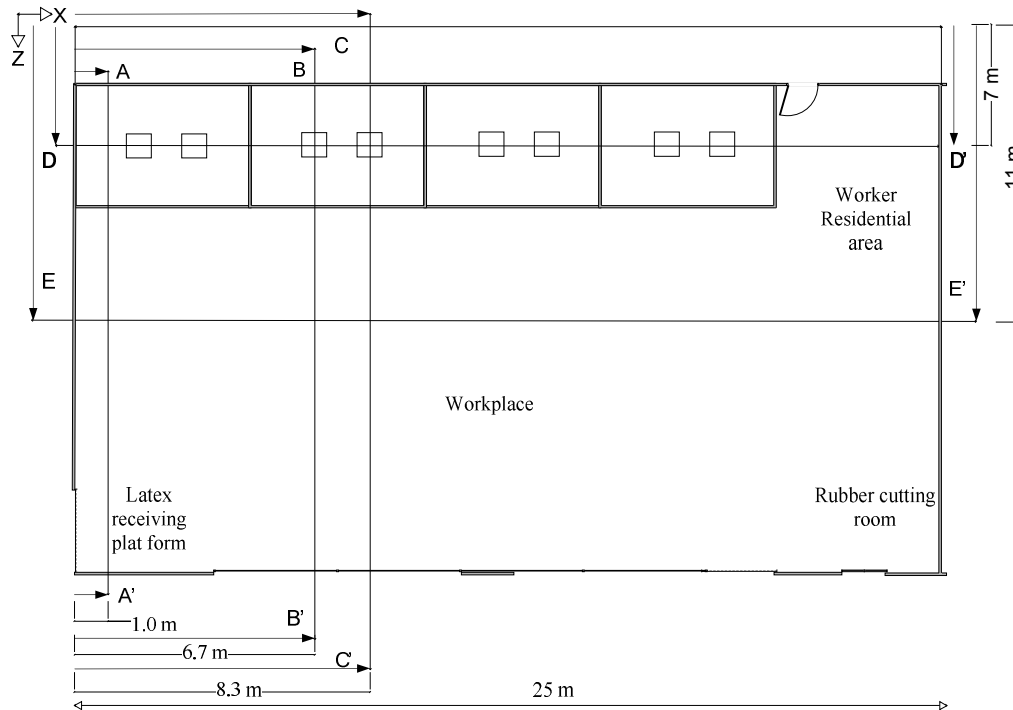 X
Z
C
A
B
7 m
11 m
D
D'
Worker
Residential
area
E
E'
Workplace
Latex
receiving
plat form
Rubber cutting
room
A'
1.0 m
B'
6.7 m
C'
8.3 m
25 m